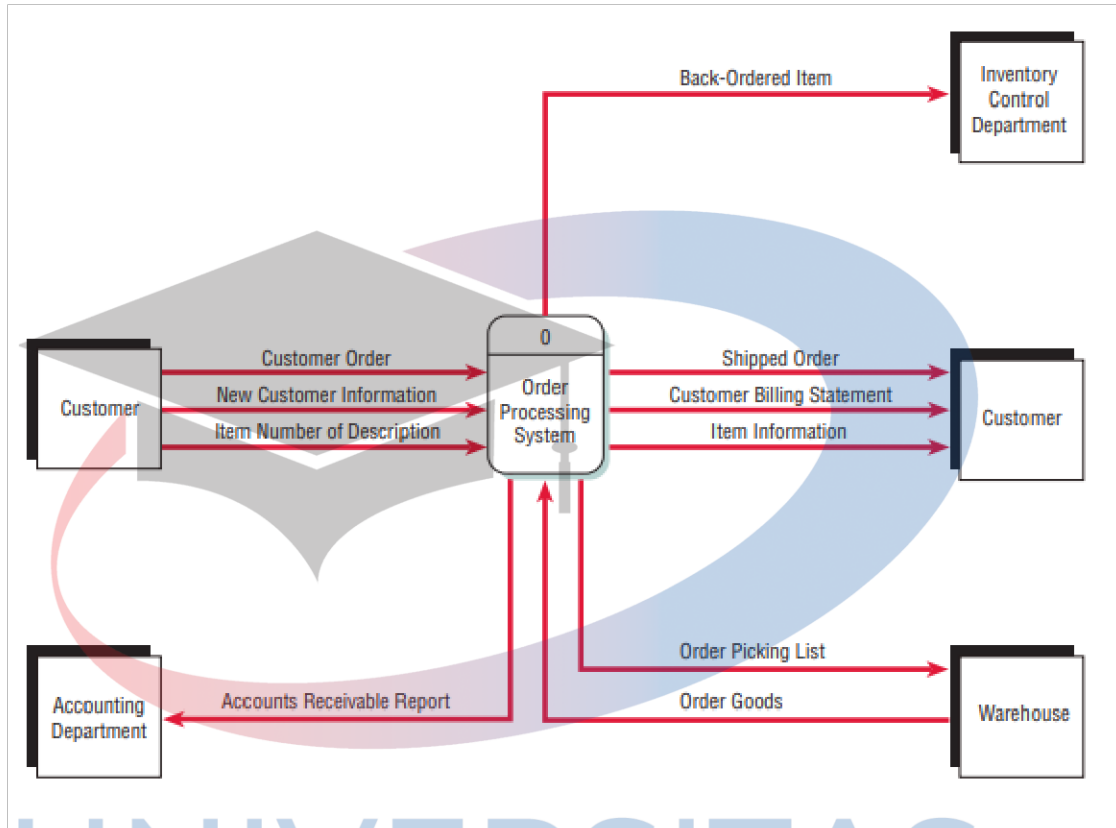 Back-Ordered Item
Inventory
Control
Department
0
Order
Processing
System
Customer
Customer Order
New Customer Information
Item Number of Description
Shipped Order
Customer Billing Statement
Item Information
Customer
Order Picking List
Order Goods
Warehouse
Accounts Receivable Report
Accounting
Department
UNIVERSITAS